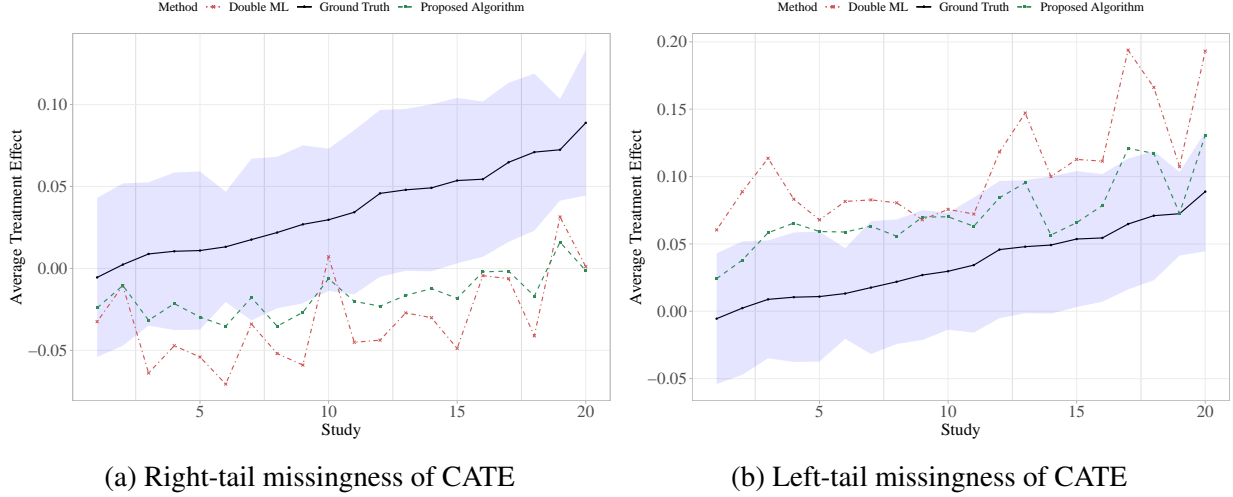 Method Double ML Ground Truth Proposed Algorithm
0.10
0.05
0.00
−0.05
Average Treatment Effect
5 10 15 20
Study
(a) Right-tail missingness of CATE
Method Double ML Ground Truth Proposed Algorithm
0.20
0.15
0.10
0.05
0.00
−0.05
Average Treatment Effect
5 10 15 20
Study
(b) Left-tail missingness of CATE